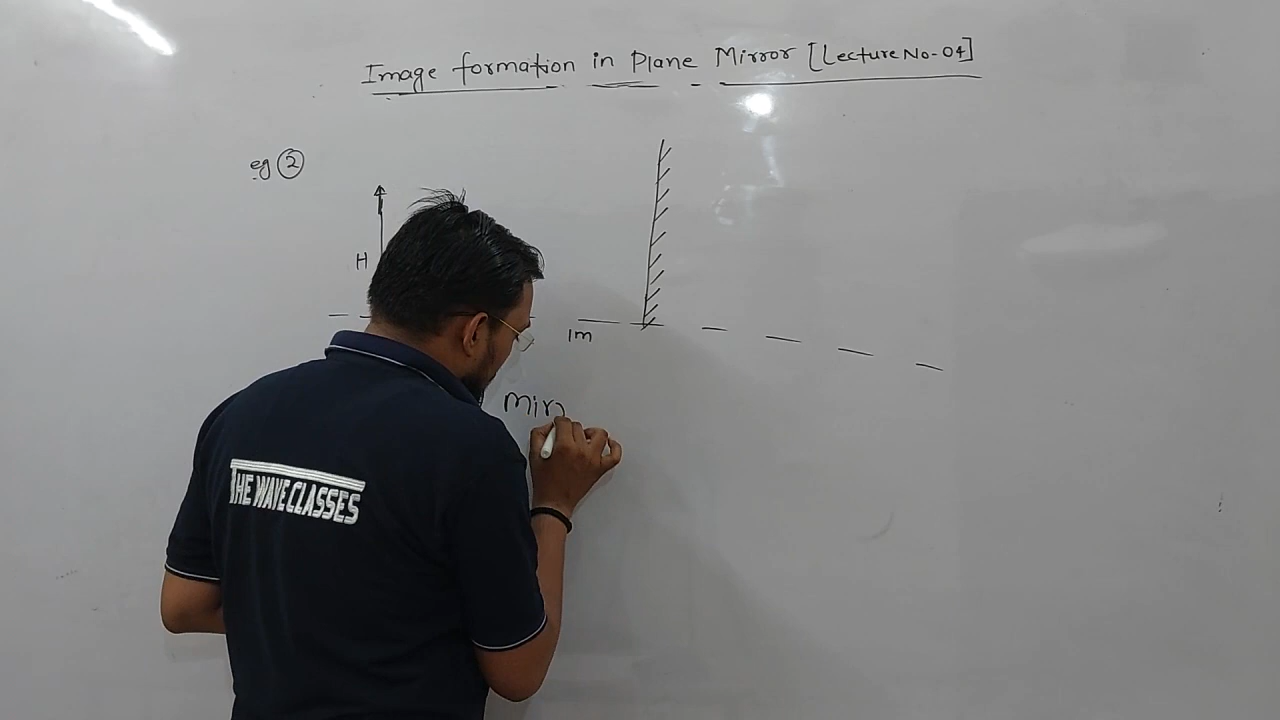 Image formation in Plane Mirror [Lecture No-04]
eg ②
H
1m
Mir
THE WAVE CLASSES